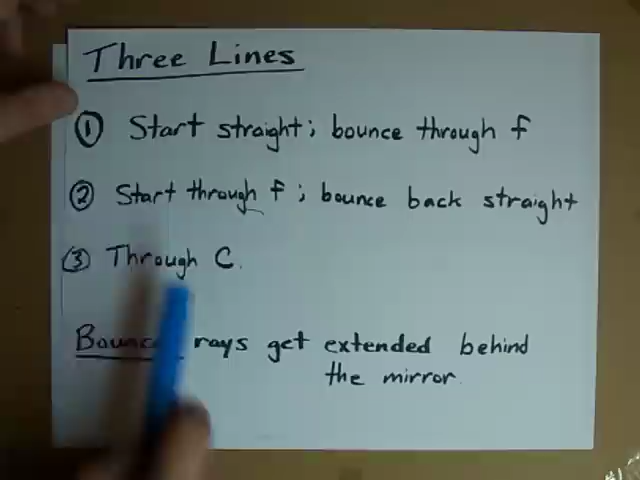 Three Lines
① Start straight; bounce through f
② Start through f; bounce back straight
③ Through C.
Bounce rays get extended behind
the mirror.